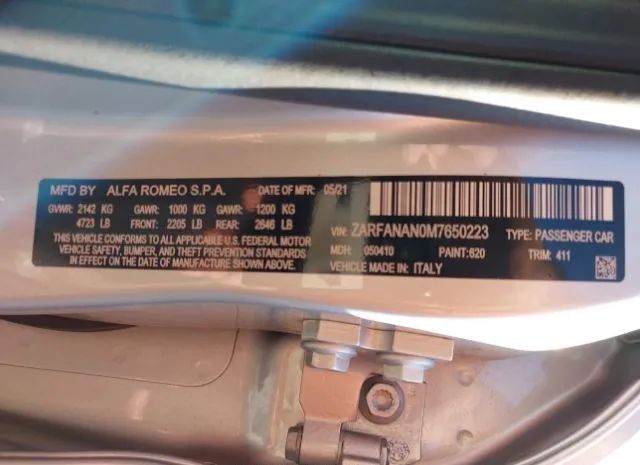 MFD BY ALFA ROMEO S.P.A. DATE OF MFR: 05/21
GVWR: 2142 KG GAWR: 1000 KG GAWR: 1200 KG
4723 LB FRONT: 2205 LB REAR: 2646 LB
THIS VEHICLE CONFORMS TO ALL APPLICABLE U.S. FEDERAL MOTOR
VEHICLE SAFETY, BUMPER, AND THEFT PREVENTION STANDARDS
IN EFFECT ON THE DATE OF MANUFACTURE SHOWN ABOVE.
VIN: ZARFANAN0M7650223 TYPE: PASSENGER CAR
MDH: 050410 PAINT:620 TRIM: 411
VEHICLE MADE IN: ITALY